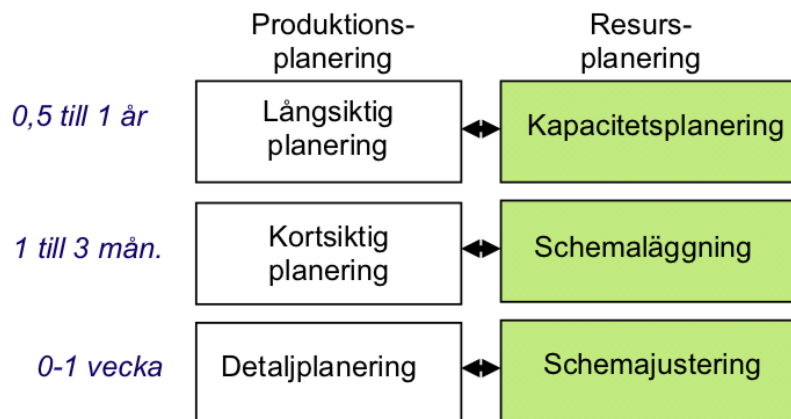 Produktions-
planering
Resurs-
planering
0,5 till 1 år
Långsiktig
planering
Kapacitetsplanering
1 till 3 mån.
Kortsiktig
planering
Schemaläggning
0-1 vecka
Detaljplanering
Schemajustering